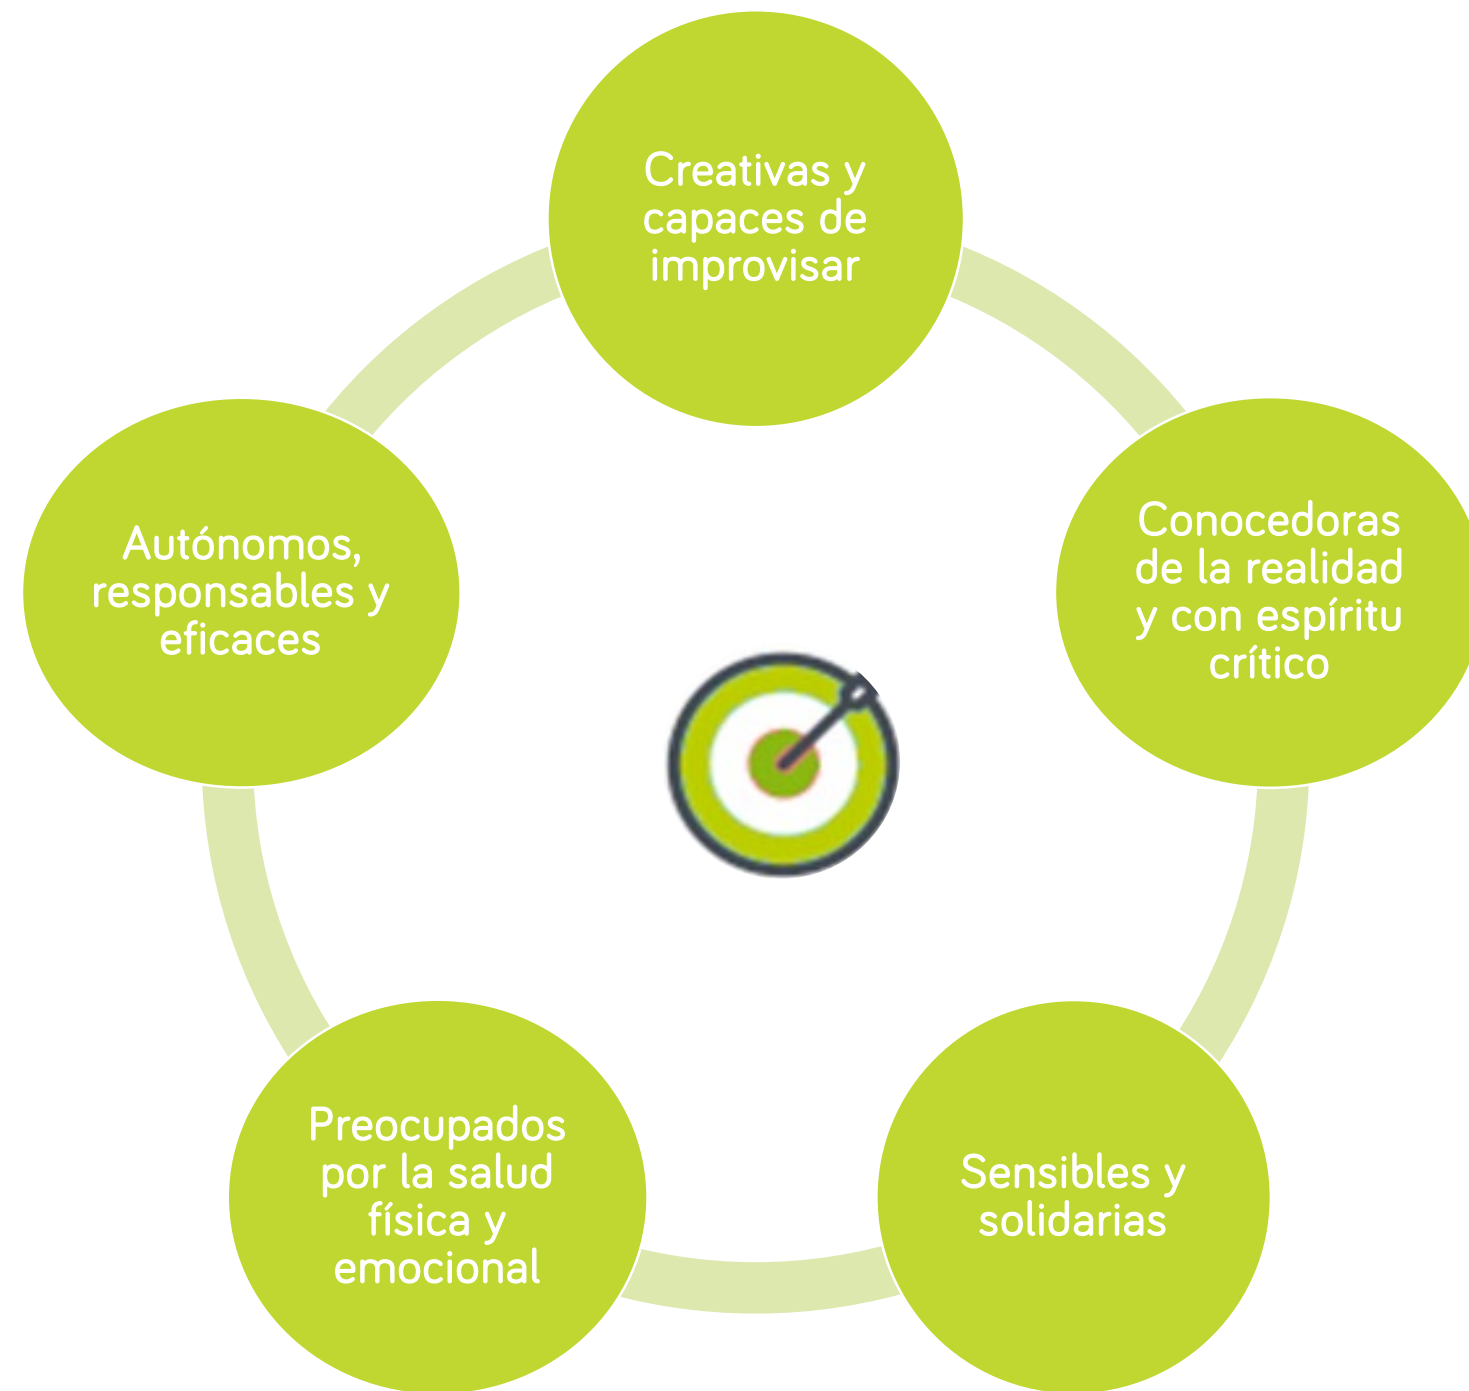 Creativas y
capaces de
improvisar
Conocedoras
de la realidad
y con espíritu
crítico
Sensibles y
solidarias
Preocupados
por la salud
física y
emocional
Autónomos,
responsables y
eficaces